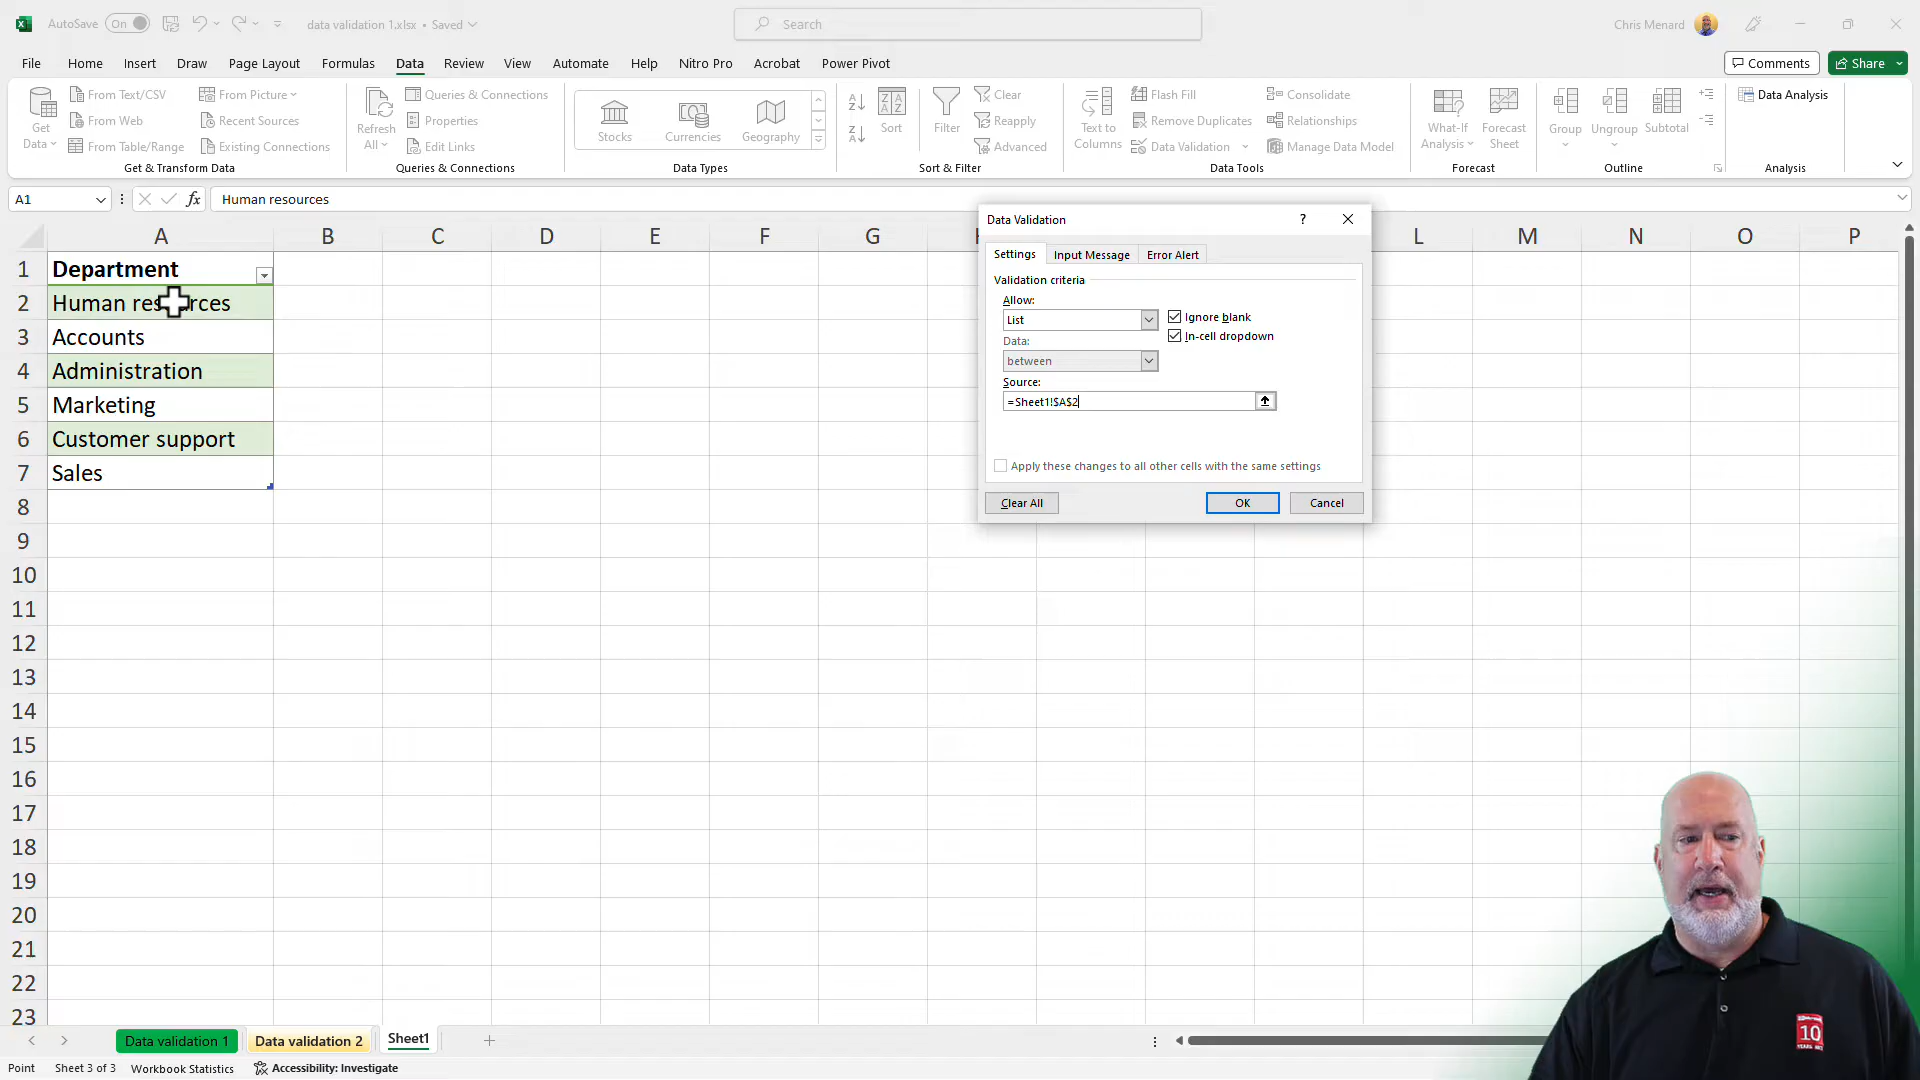 AutoSave On data validation 1.xlsx • Saved Search Chris Menard
File Home Insert Draw Page Layout Formulas Data Review View Automate Help Nitro Pro Acrobat Power Pivot Comments Share
Get Data From Text/CSV From Picture Refresh All Queries & Connections Stocks Currencies Geography Sort Filter Clear Text to Columns Flash Fill Consolidate What-If Analysis Forecast Sheet Group Ungroup Subtotal Data Analysis
From Web Recent Sources Properties Reapply Remove Duplicates Relationships
From Table/Range Existing Connections Edit Links Advanced Data Validation Manage Data Model
Get & Transform Data Queries & Connections Data Types Sort & Filter Data Tools Forecast Outline Analysis
A1 fx Human resources
A B C D E F G L M N O P
1 Department
2 Human resources
3 Accounts
4 Administration
5 Marketing
6 Customer support
7 Sales
8
9
10
11
12
13
14
15
16
17
18
19
20
21
22
23
Data Validation ?
Settings Input Message Error Alert
Validation criteria
Allow:
List Ignore blank
In-cell dropdown
Data:
between
Source:
=Sheet1!$A$2
Apply these changes to all other cells with the same settings
Clear All OK Cancel
10
Data validation 1 Data validation 2 Sheet1
Point Sheet 3 of 3 Workbook Statistics Accessibility: Investigate